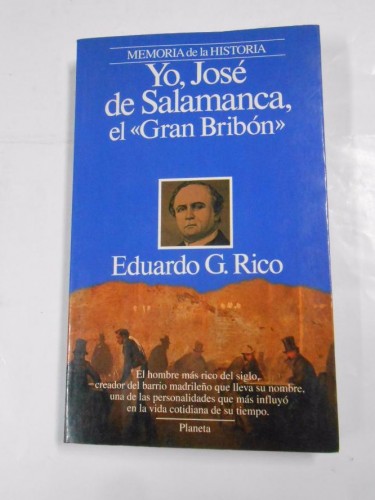 MEMORIA de la HISTORIA
Yo, José
de Salamanca,
el «Gran Bribón»
Eduardo G. Rico
El hombre más rico del siglo,
creador del barrio madrileño que lleva su nombre,
una de las personalidades que más influyó
en la vida cotidiana de su tiempo.
Planeta